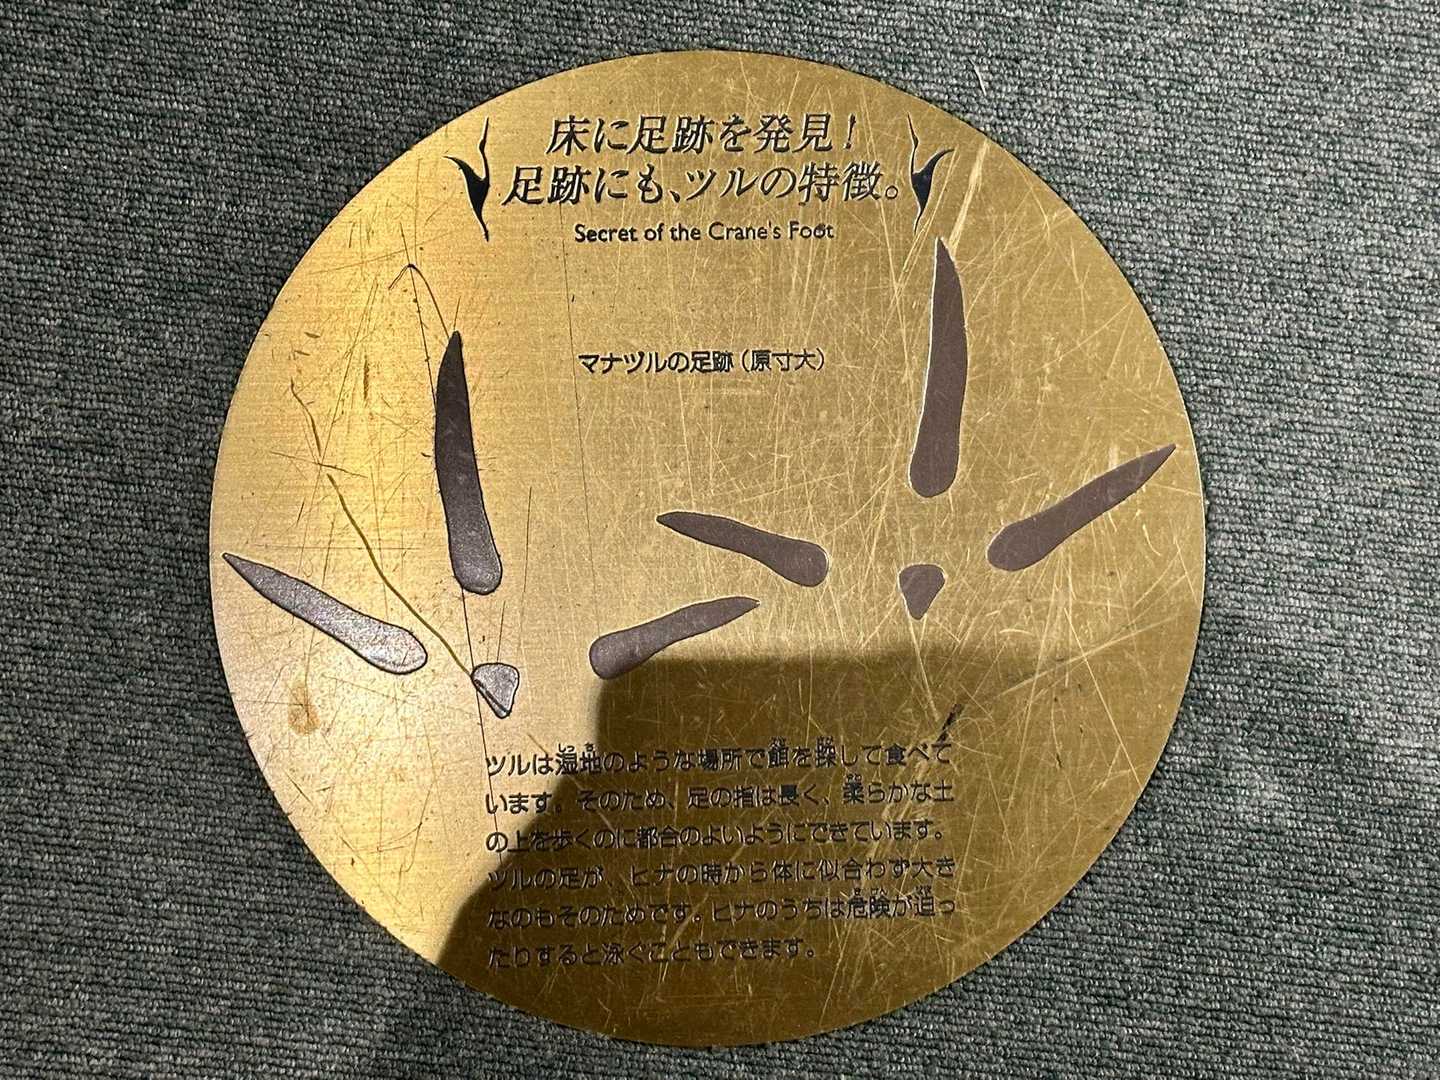 床に足跡を発見！
足跡にも、ツルの特徴。
Secret of the Crane's Foot
マナヅルの足跡（原寸大）
ツルは湿地のような場所で餌を探して食べて
います。そのため、足の指は長く、柔らかな土
の上を歩くのに都合のよいようにできています。
ツルの足が、ヒナの時から体に似合わず大き
なのもそのためです。ヒナのうちは危険が迫っ
たりすると泳ぐこともできます。